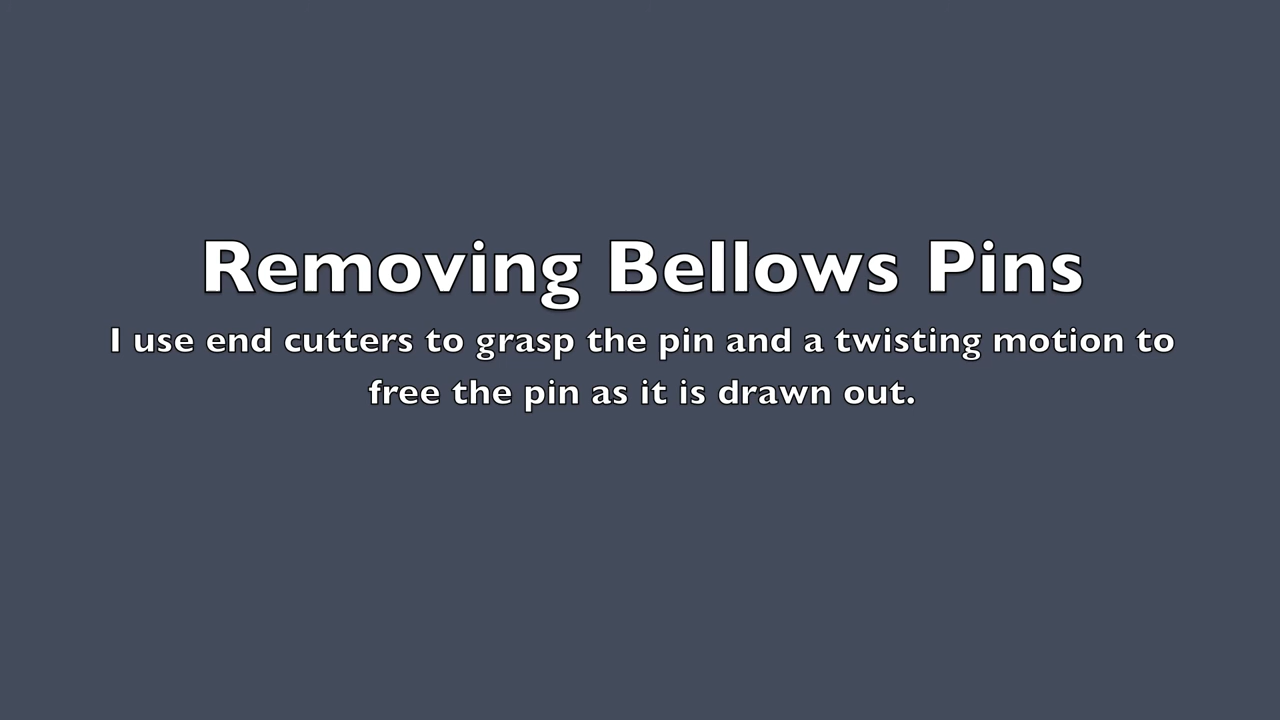 Removing Bellows Pins
I use end cutters to grasp the pin and a twisting motion to
free the pin as it is drawn out.